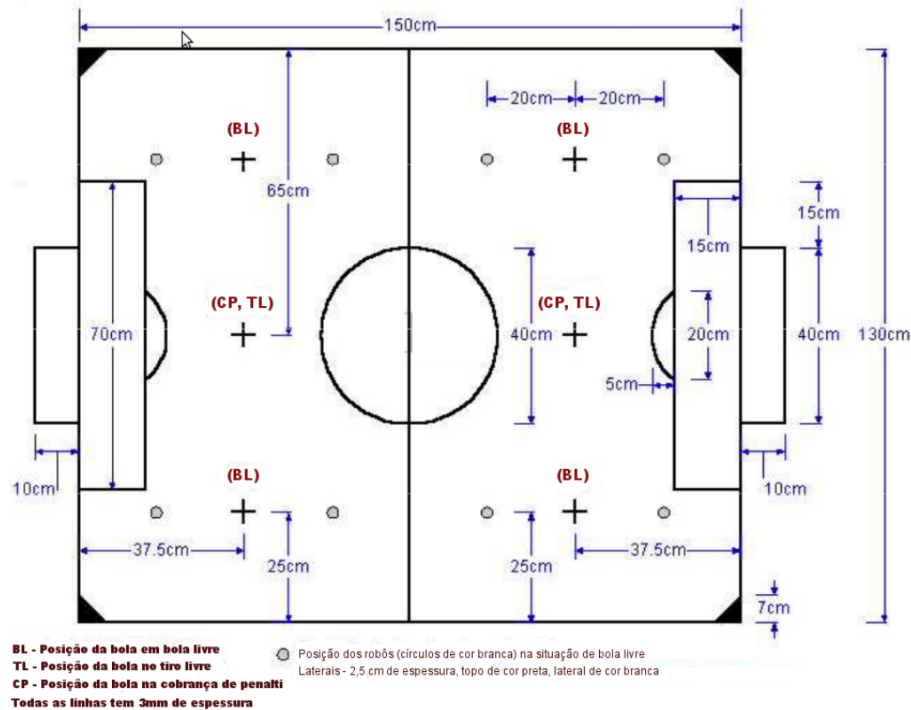 150cm
20cm
20cm
(BL)
(BL)
65cm
15cm
15cm
(CP, TL)
(CP, TL)
70cm
40cm
20cm
40cm
130cm
5cm
(BL)
(BL)
10cm
10cm
37.5cm
37.5cm
25cm
25cm
7cm
BL - Posição da bola em bola livre
TL - Posição da bola no tiro livre
CP - Posição da bola na cobrança de penalti
Todas as linhas tem 3mm de espessura
Posição dos robôs (círculos de cor branca) na situação de bola livre
Laterais - 2,5 cm de espessura, topo de cor preta, lateral de cor branca